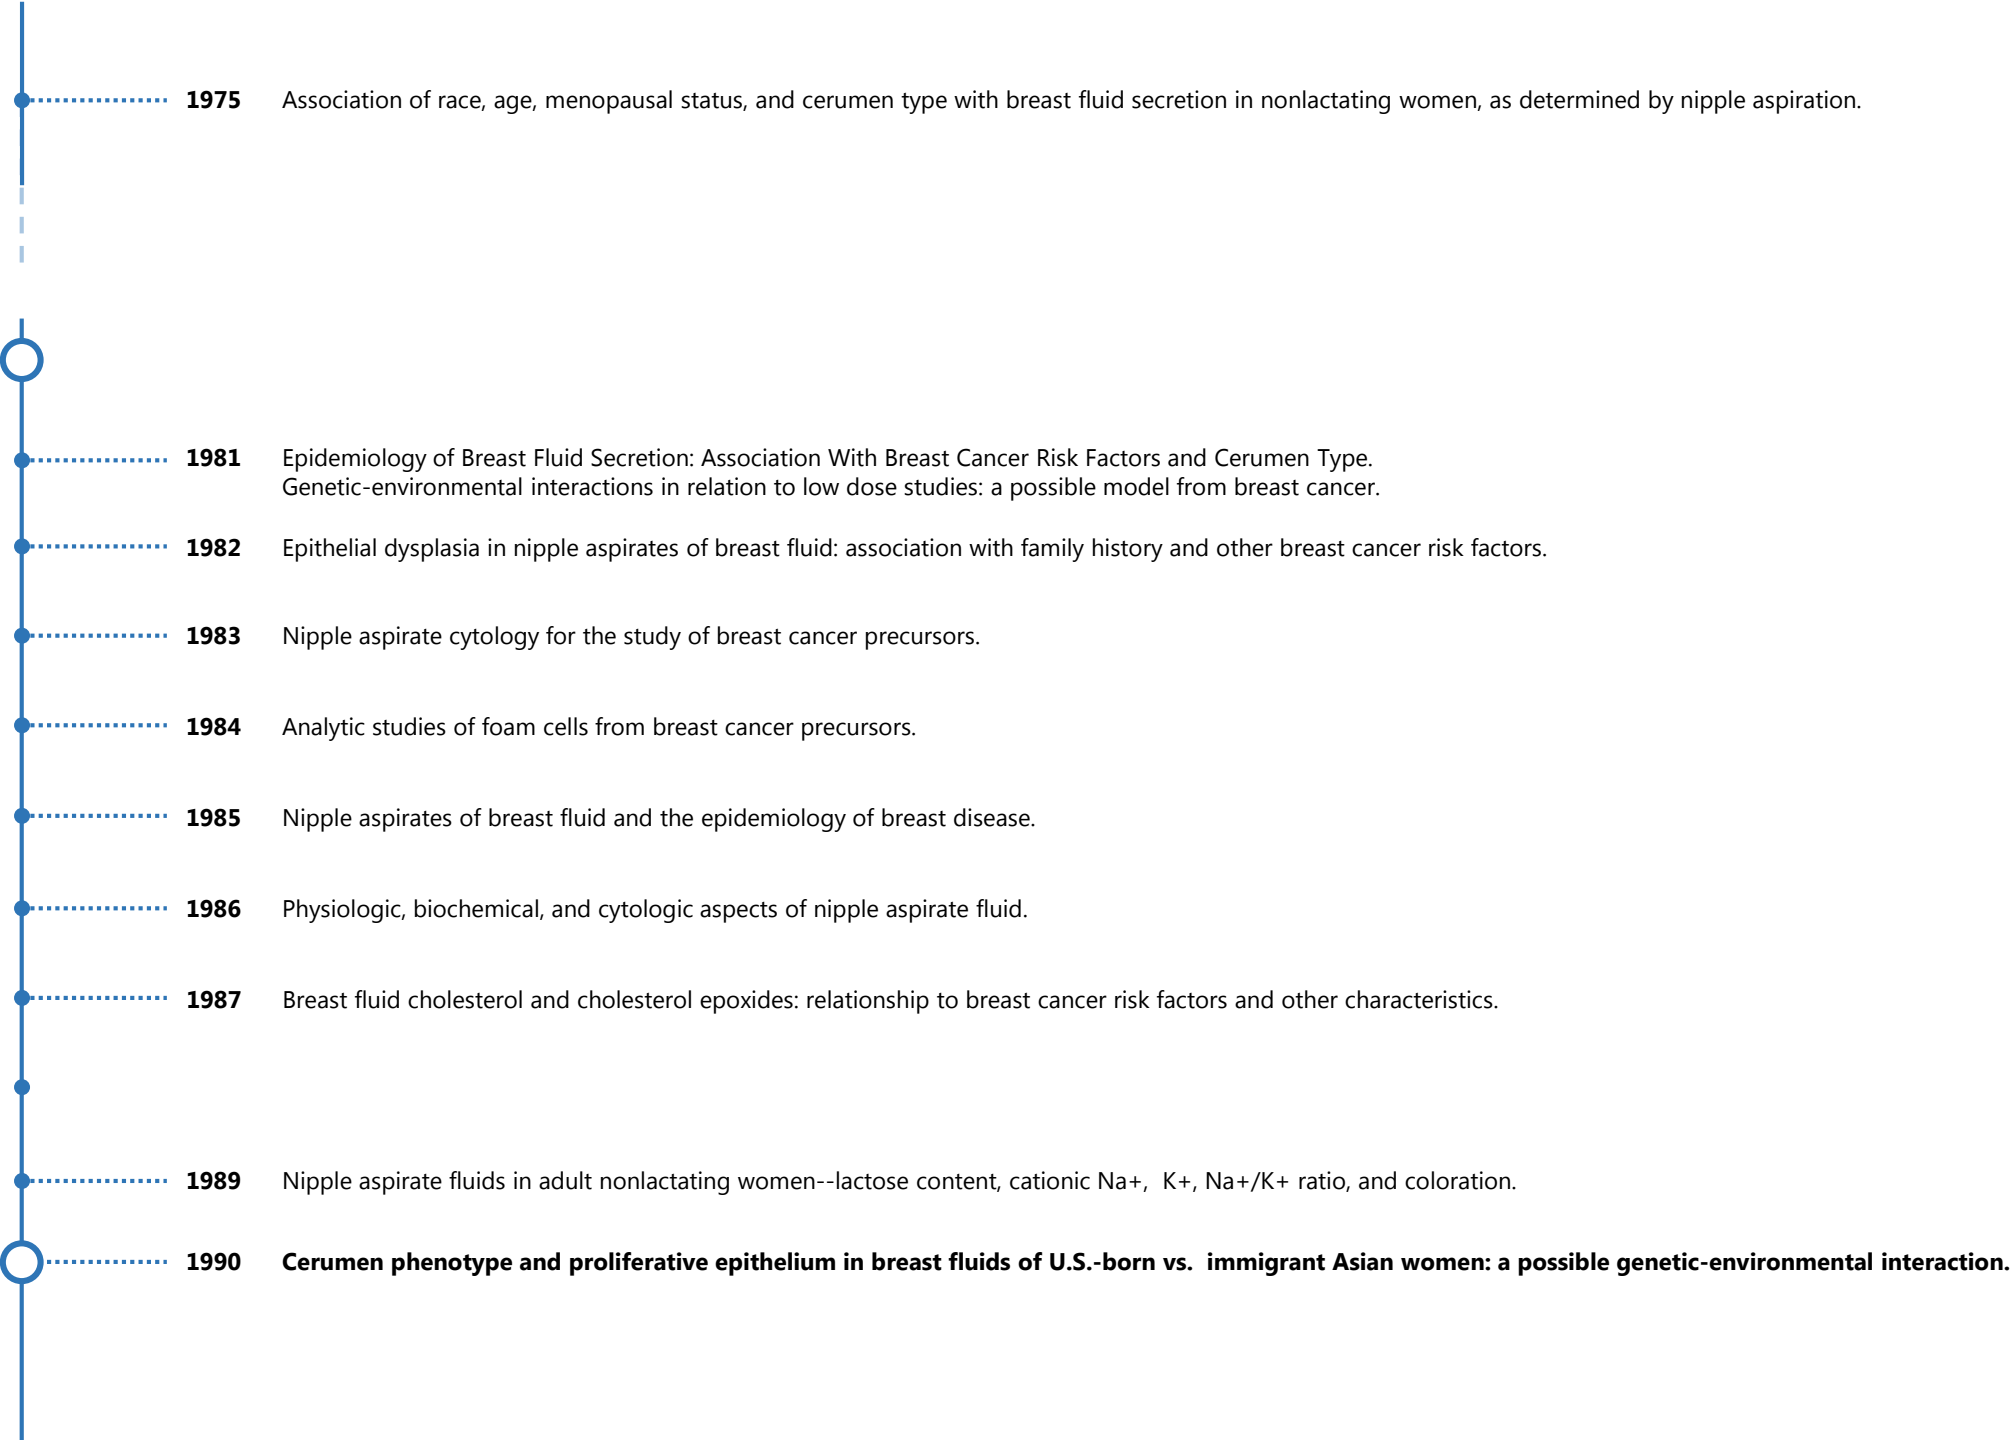 1975 Association of race, age, menopausal status, and cerumen type with breast fluid secretion in nonlactating women, as determined by nipple aspiration.
1981 Epidemiology of Breast Fluid Secretion: Association With Breast Cancer Risk Factors and Cerumen Type.
Genetic-environmental interactions in relation to low dose studies: a possible model from breast cancer.
1982 Epithelial dysplasia in nipple aspirates of breast fluid: association with family history and other breast cancer risk factors.
1983 Nipple aspirate cytology for the study of breast cancer precursors.
1984 Analytic studies of foam cells from breast cancer precursors.
1985 Nipple aspirates of breast fluid and the epidemiology of breast disease.
1986 Physiologic, biochemical, and cytologic aspects of nipple aspirate fluid.
1987 Breast fluid cholesterol and cholesterol epoxides: relationship to breast cancer risk factors and other characteristics.
1989 Nipple aspirate fluids in adult nonlactating women--lactose content, cationic Na+,  K+, Na+/K+ ratio, and coloration.
1990 Cerumen phenotype and proliferative epithelium in breast fluids of U.S.-born vs.  immigrant Asian women: a possible genetic-environmental interaction.